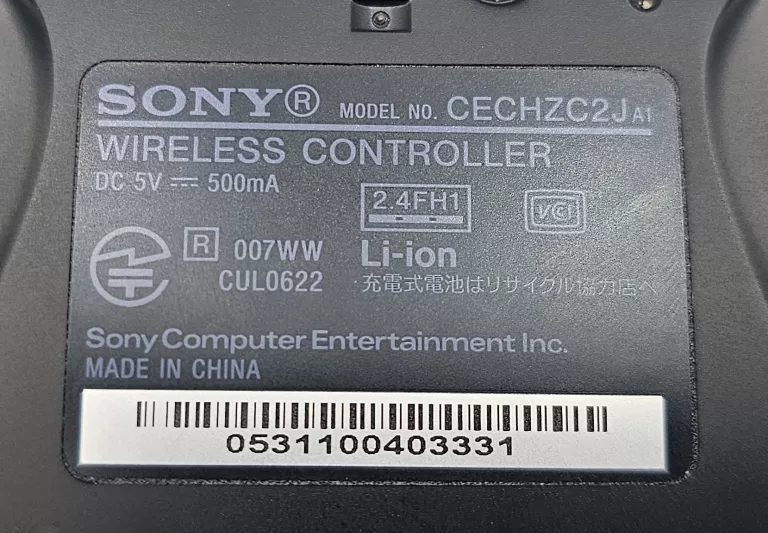 SONY® MODEL NO. CECHZC2J A1
WIRELESS CONTROLLER
DC 5V ⎓ 500mA
2.4FH1
VCI
R 007WW
CUL0622
Li-ion
充電式電池はリサイクル協力店へ
Sony Computer Entertainment Inc.
MADE IN CHINA
0531100403331